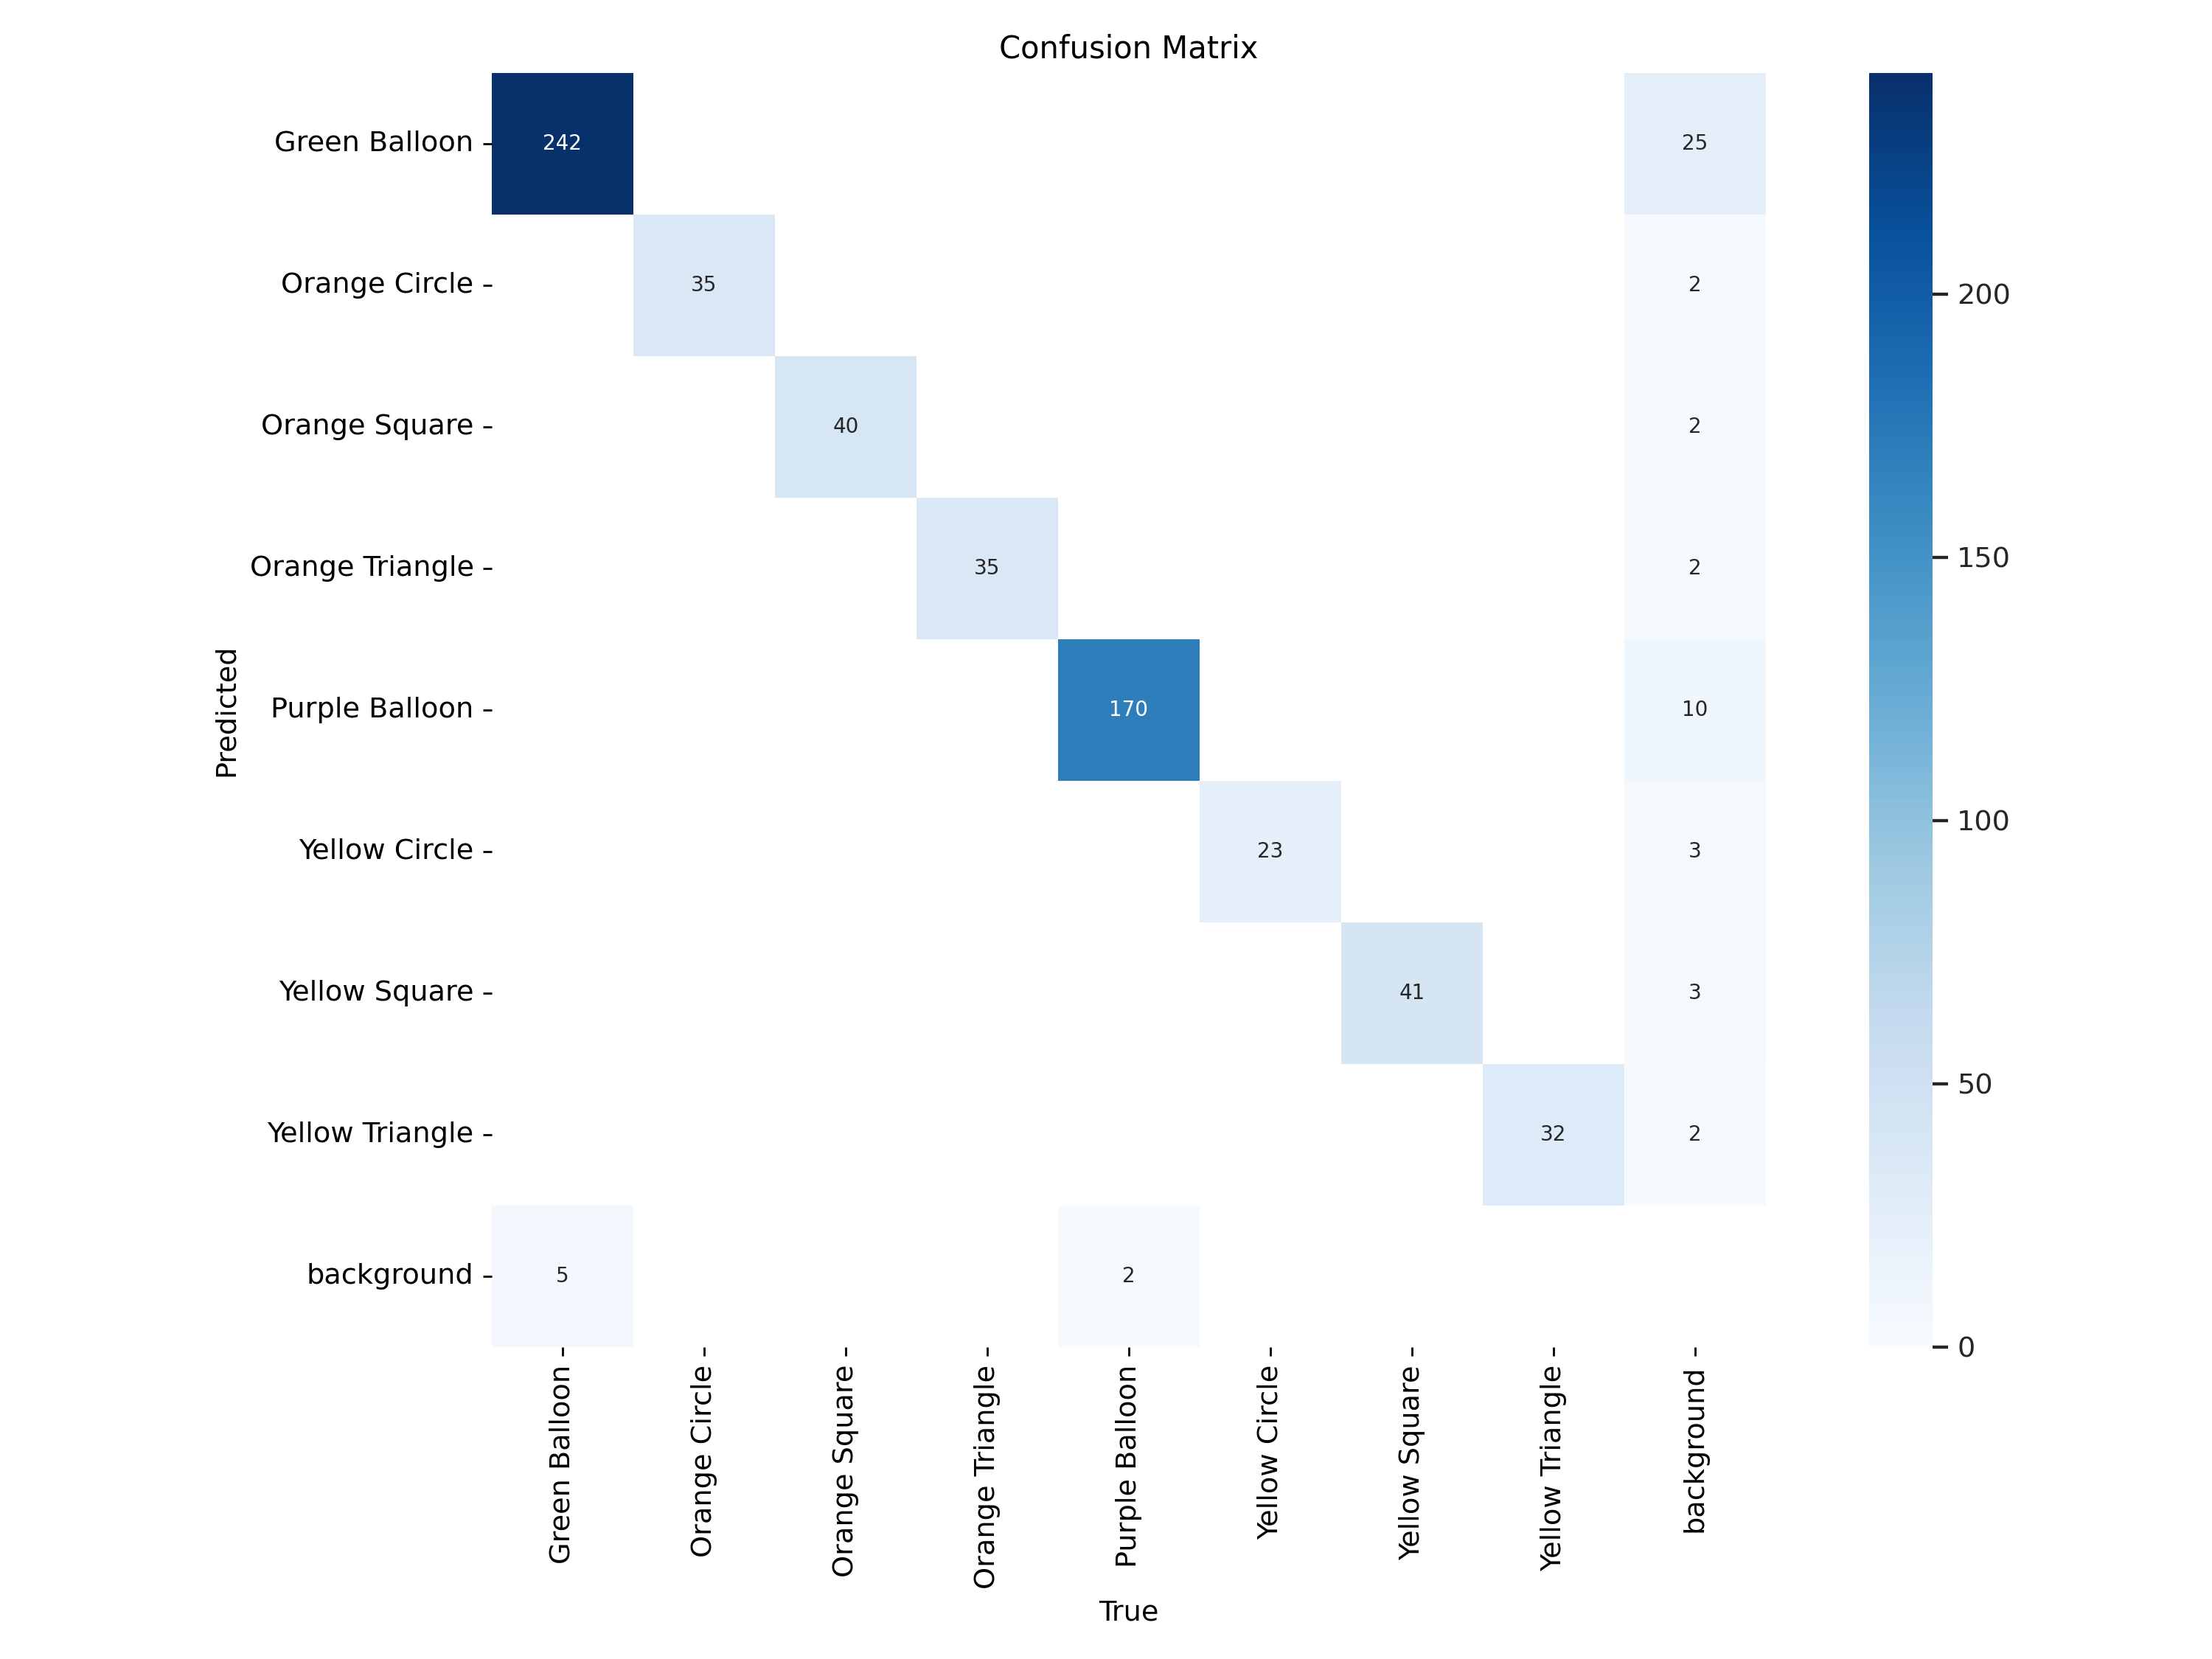 Confusion Matrix
Green Balloon 242 25
Orange Circle 35 2
200
Orange Square 40 2
Orange Triangle 35 2
150
Predicted
Purple Balloon 170 10
100
Yellow Circle 23 3
Yellow Square 41 3
50
Yellow Triangle 32 2
background 5 2
0
Green Balloon
Orange Circle
Orange Square
Orange Triangle
Purple Balloon
Yellow Circle
Yellow Square
Yellow Triangle
background
True